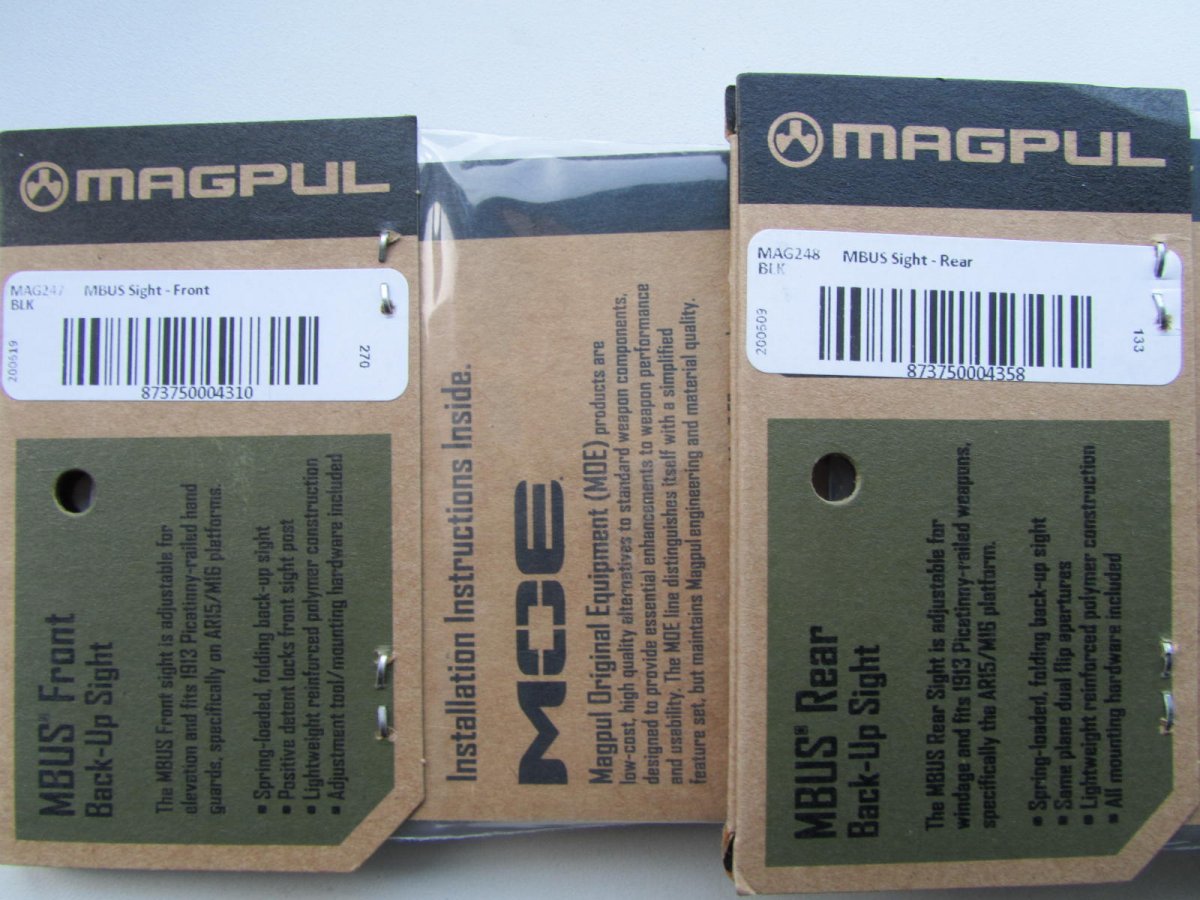 MAGPUL
MAG247 MBUS Sight - Front
BLK
200619
270
873750004310
MBUS® Front
Back-Up Sight
The MBUS Front sight is adjustable for
elevation and fits 1913 Picatinny-railed hand
guards, specifically on AR15/M16 platforms.
▪ Spring-loaded, folding back-up sight
▪ Positive detent locks front sight post
▪ Lightweight reinforced polymer construction
▪ Adjustment tool/mounting hardware included
Installation Instructions Inside.
MOE
Magpul Original Equipment (MOE) products are
low-cost, high quality alternatives to standard weapon components,
designed to provide essential enhancements to weapon performance
and usability. The MOE line distinguishes itself with a simplified
feature set, but maintains Magpul engineering and material quality.
MAGPUL
MAG248 MBUS Sight - Rear
BLK
200609
133
873750004358
MBUS® Rear
Back-Up Sight
The MBUS Rear Sight is adjustable for
windage and fits 1913 Picatinny-railed weapons,
specifically the AR15/M16 platform.
▪ Spring-loaded, folding back-up sight
▪ Same plane dual flip apertures
▪ Lightweight reinforced polymer construction
▪ All mounting hardware included